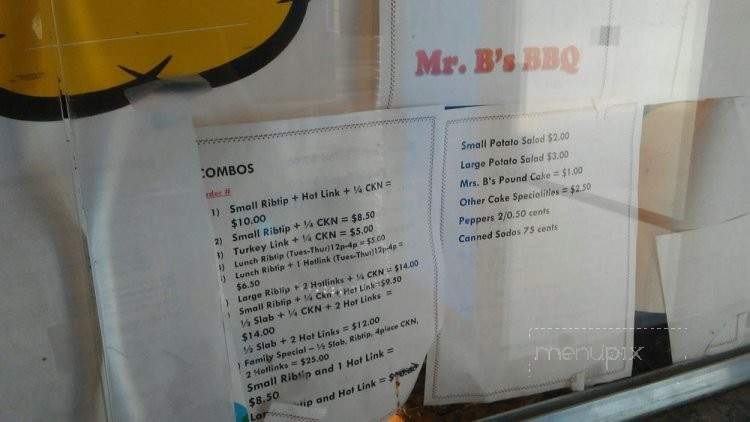 Mr. B's BBQ
COMBOS
Order #
1) Small Ribtip + Hot Link + ¼ CKN =
$10.00
2) Small Ribtip + ¼ CKN = $8.50
) Turkey Link + ¼ CKN = $5.00
) Lunch Ribtip (Tues-Thur)12p-4p = $5.00
) Lunch Ribtip + 1 Hotlink (Tues-Thur)12p-4p =
$6.50
) Large Ribtip + 2 Hotlinks + ¼ CKN = $14.00
) Small Ribtip + ¼ Ckn + Hot Link =$9.50
½ Slab + ¼ CKN + 2 Hot Links =
$14.00
½ Slab + 2 Hot Links = $12.00
) Family Special – ½ Slab, Ribtip, 4piece CKN,
2 Hotlinks = $25.00
Small Ribtip and 1 Hot Link =
$8.50
tip and Hot Link =
Small Potato Salad $2.00
Large Potato Salad $3.00
Mrs. B's Pound Cake = $1.00
Other Cake Specialities = $2.50
Peppers 2/0.50 cents
Canned Sodas 75 cents
menupix